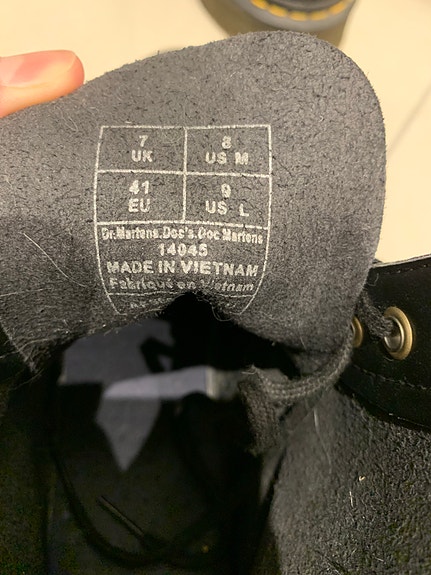 7 8
UK US M
41 9
EU US L
Dr.Martens.Doc's.Doc Martens
14045
MADE IN VIETNAM
Fabriqué en Vietnam